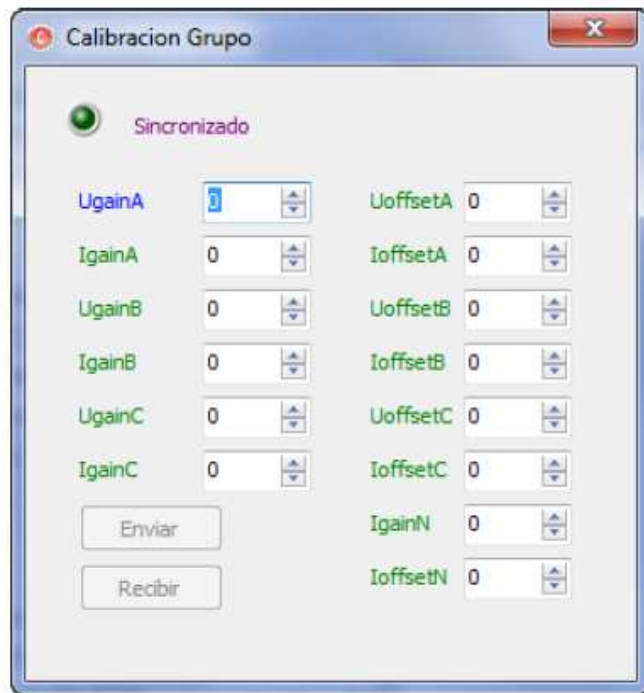 Calibracion Grupo
Sincronizado
UgainA 0 UoffsetA 0
IgainA 0 IoffsetA 0
UgainB 0 UoffsetB 0
IgainB 0 IoffsetB 0
UgainC 0 UoffsetC 0
IgainC 0 IoffsetC 0
Enviar IgainN 0
Recibir IoffsetN 0